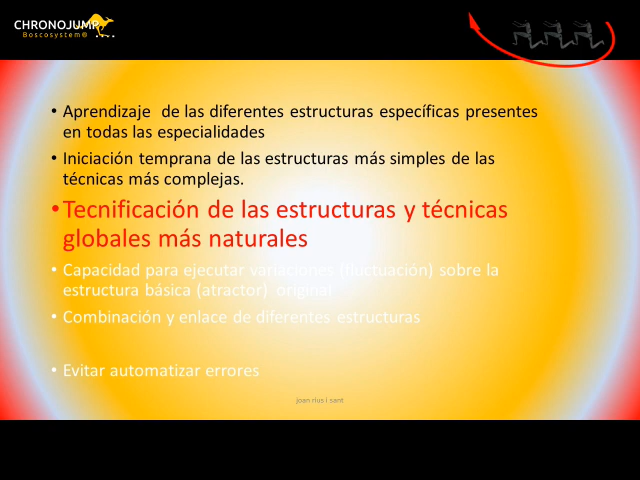 CHRONOJUMP
Boscosystem®
• Aprendizaje de las diferentes estructuras específicas presentes
en todas las especialidades
• Iniciación temprana de las estructuras más simples de las
técnicas más complejas.
• Tecnificación de las estructuras y técnicas
globales más naturales
• Capacidad para ejecutar variaciones (fluctuación) sobre la
estructura básica (atractor) original
• Combinación y enlace de diferentes estructuras
• Evitar automatizar errores
joan rius i sant